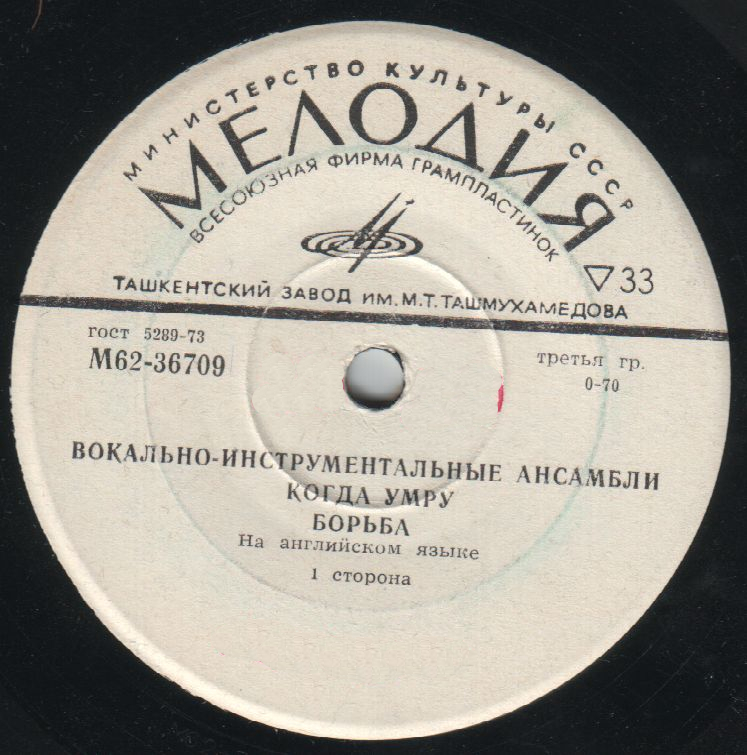 МИНИСТЕРСТВО КУЛЬТУРЫ СССР
МЕЛОДИЯ
ВСЕСОЮЗНАЯ ФИРМА ГРАМПЛАСТИНОК
▽33
ТАШКЕНТСКИЙ ЗАВОД ИМ. М.Т. ТАШМУХАМЕДОВА
гост 5289-73
М62-36709
третья гр.
0-70
ВОКАЛЬНО-ИНСТРУМЕНТАЛЬНЫЕ АНСАМБЛИ
КОГДА УМРУ
БОРЬБА
На английском языке
1 сторона